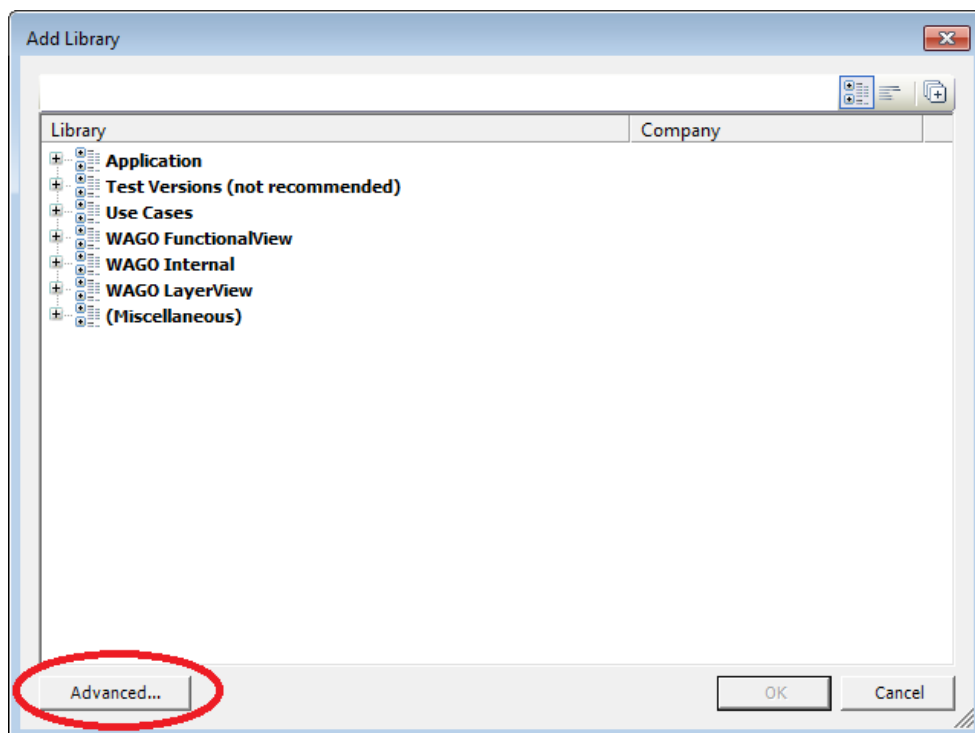 Add Library
Library Company
Application
Test Versions (not recommended)
Use Cases
WAGO FunctionalView
WAGO Internal
WAGO LayerView
(Miscellaneous)
Advanced... OK Cancel